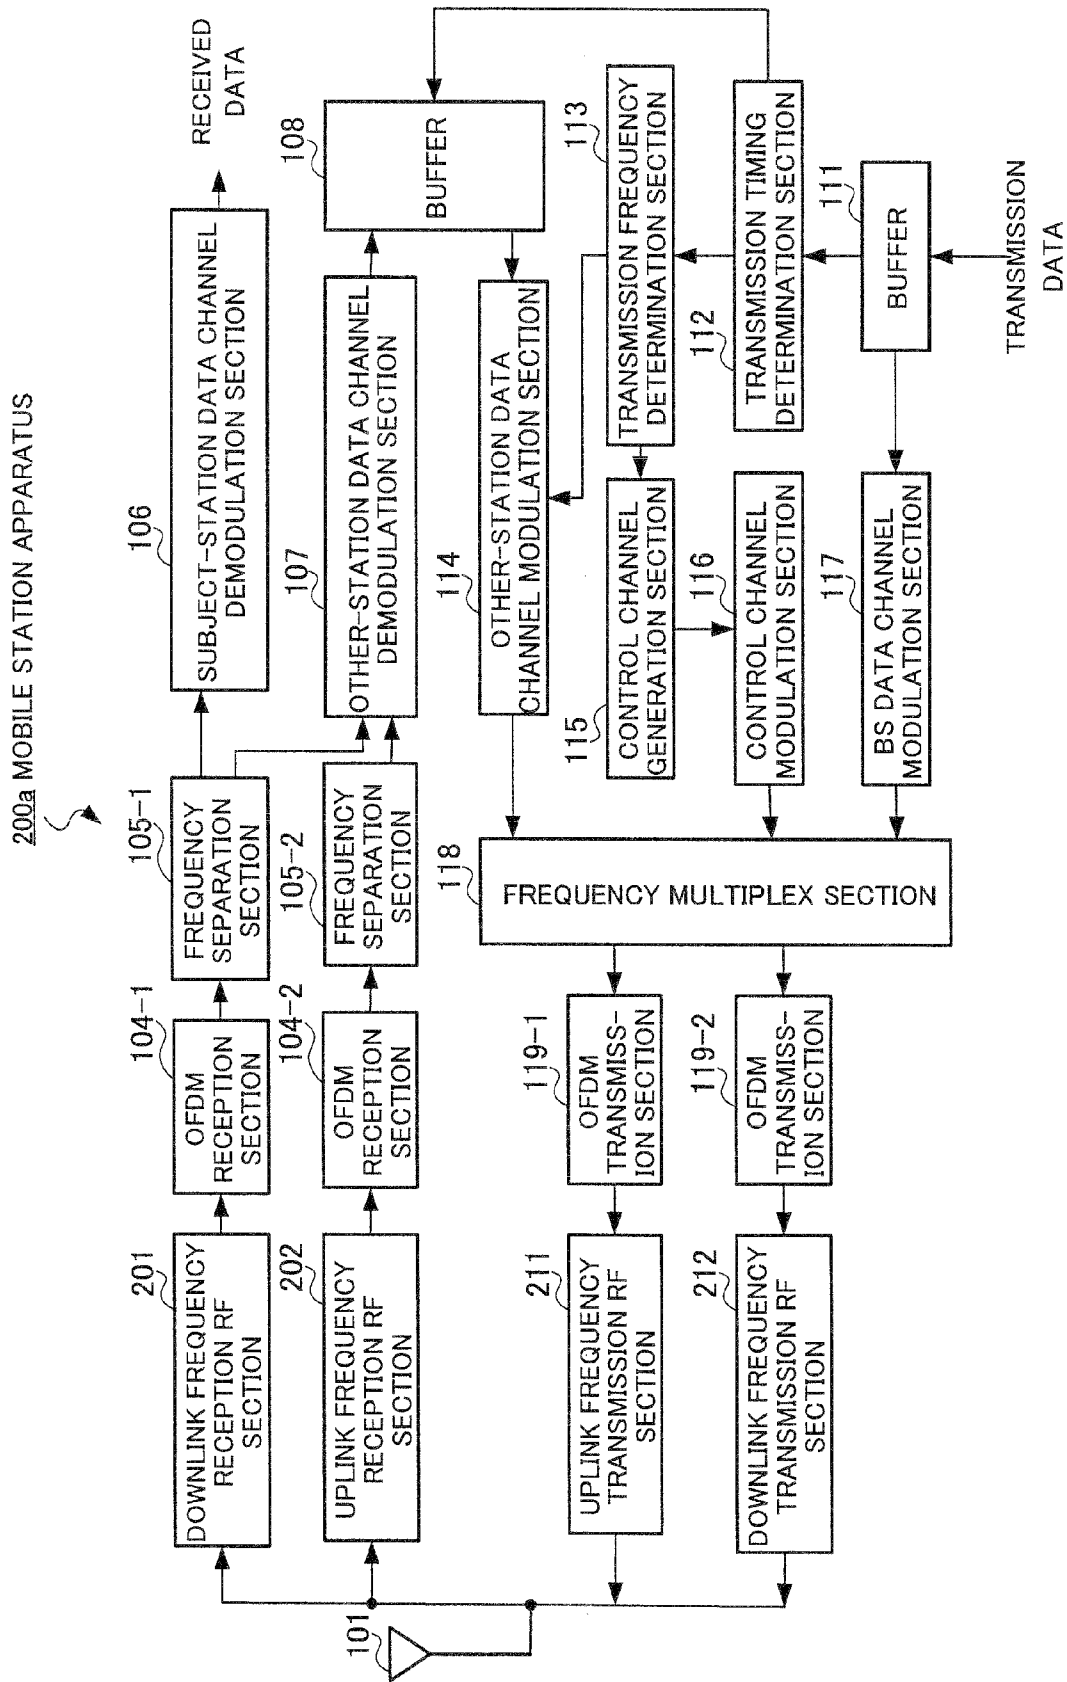 200a MOBILE STATION APPARATUS
101
201
DOWNLINK FREQUENCY
RECEPTION RF
SECTION
104-1
OFDM
RECEPTION
SECTION
105-1
FREQUENCY
SEPARATION
SECTION
106
SUBJECT-STATION DATA CHANNEL
DEMODULATION SECTION
RECEIVED
DATA
202
UPLINK FREQUENCY
RECEPTION RF
SECTION
104-2
OFDM
RECEPTION
SECTION
105-2
FREQUENCY
SEPARATION
SECTION
107
OTHER-STATION DATA CHANNEL
DEMODULATION SECTION
108
BUFFER
114
OTHER-STATION DATA
CHANNEL MODULATION SECTION
211
UPLINK FREQUENCY
TRANSMISSION RF
SECTION
119-1
OFDM
TRANSMISS-
ION SECTION
118
FREQUENCY MULTIPLEX SECTION
115
CONTROL CHANNEL
GENERATION SECTION
113
TRANSMISSION FREQUENCY
DETERMINATION SECTION
212
DOWNLINK FREQUENCY
TRANSMISSION RF
SECTION
119-2
OFDM
TRANSMISS-
ION SECTION
116
CONTROL CHANNEL
MODULATION SECTION
112
TRANSMISSION TIMING
DETERMINATION SECTION
117
BS DATA CHANNEL
MODULATION SECTION
111
BUFFER
TRANSMISSION
DATA